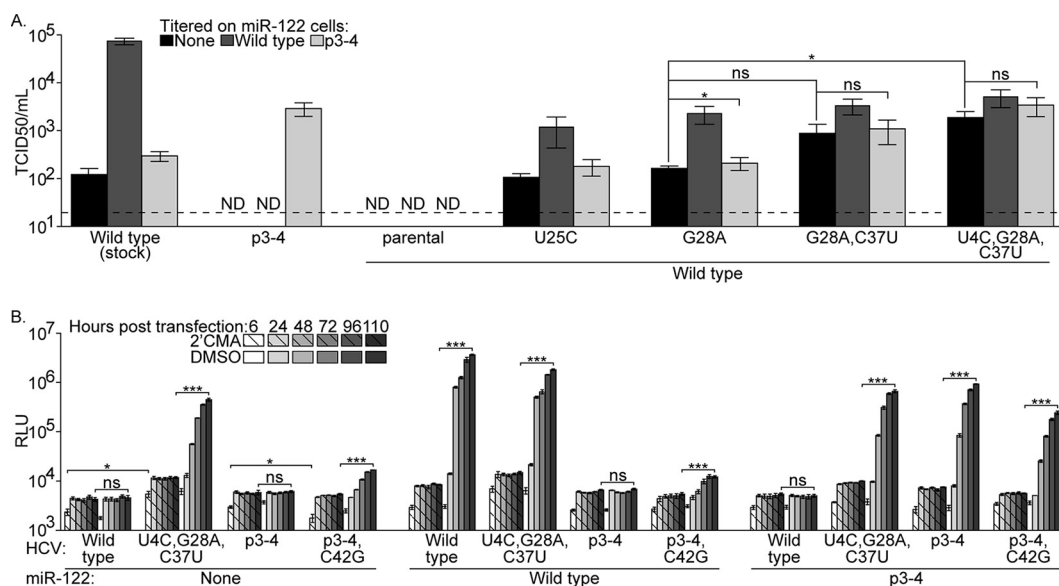 A.
Titered on miR-122 cells:
None Wild type p3-4
TCID50/mL
10^5
10^4
10^3
10^2
10^1
ND ND
ND ND ND
*
ns
*
ns
ns
Wild type (stock)
p3-4
parental
U25C
G28A
G28A,C37U
U4C,G28A,
C37U
Wild type
B.
Hours post transfection: 6 24 48 72 96 110
2'CMA
DMSO
RLU
10^7
10^6
10^5
10^4
10^3
* ns *** * ns ***
*** *** ns ***
ns *** *** ***
HCV: Wild type U4C,G28A, C37U p3-4 p3-4, C42G Wild type U4C,G28A, C37U p3-4 p3-4, C42G Wild type U4C,G28A, C37U p3-4 p3-4, C42G
miR-122: None Wild type p3-4